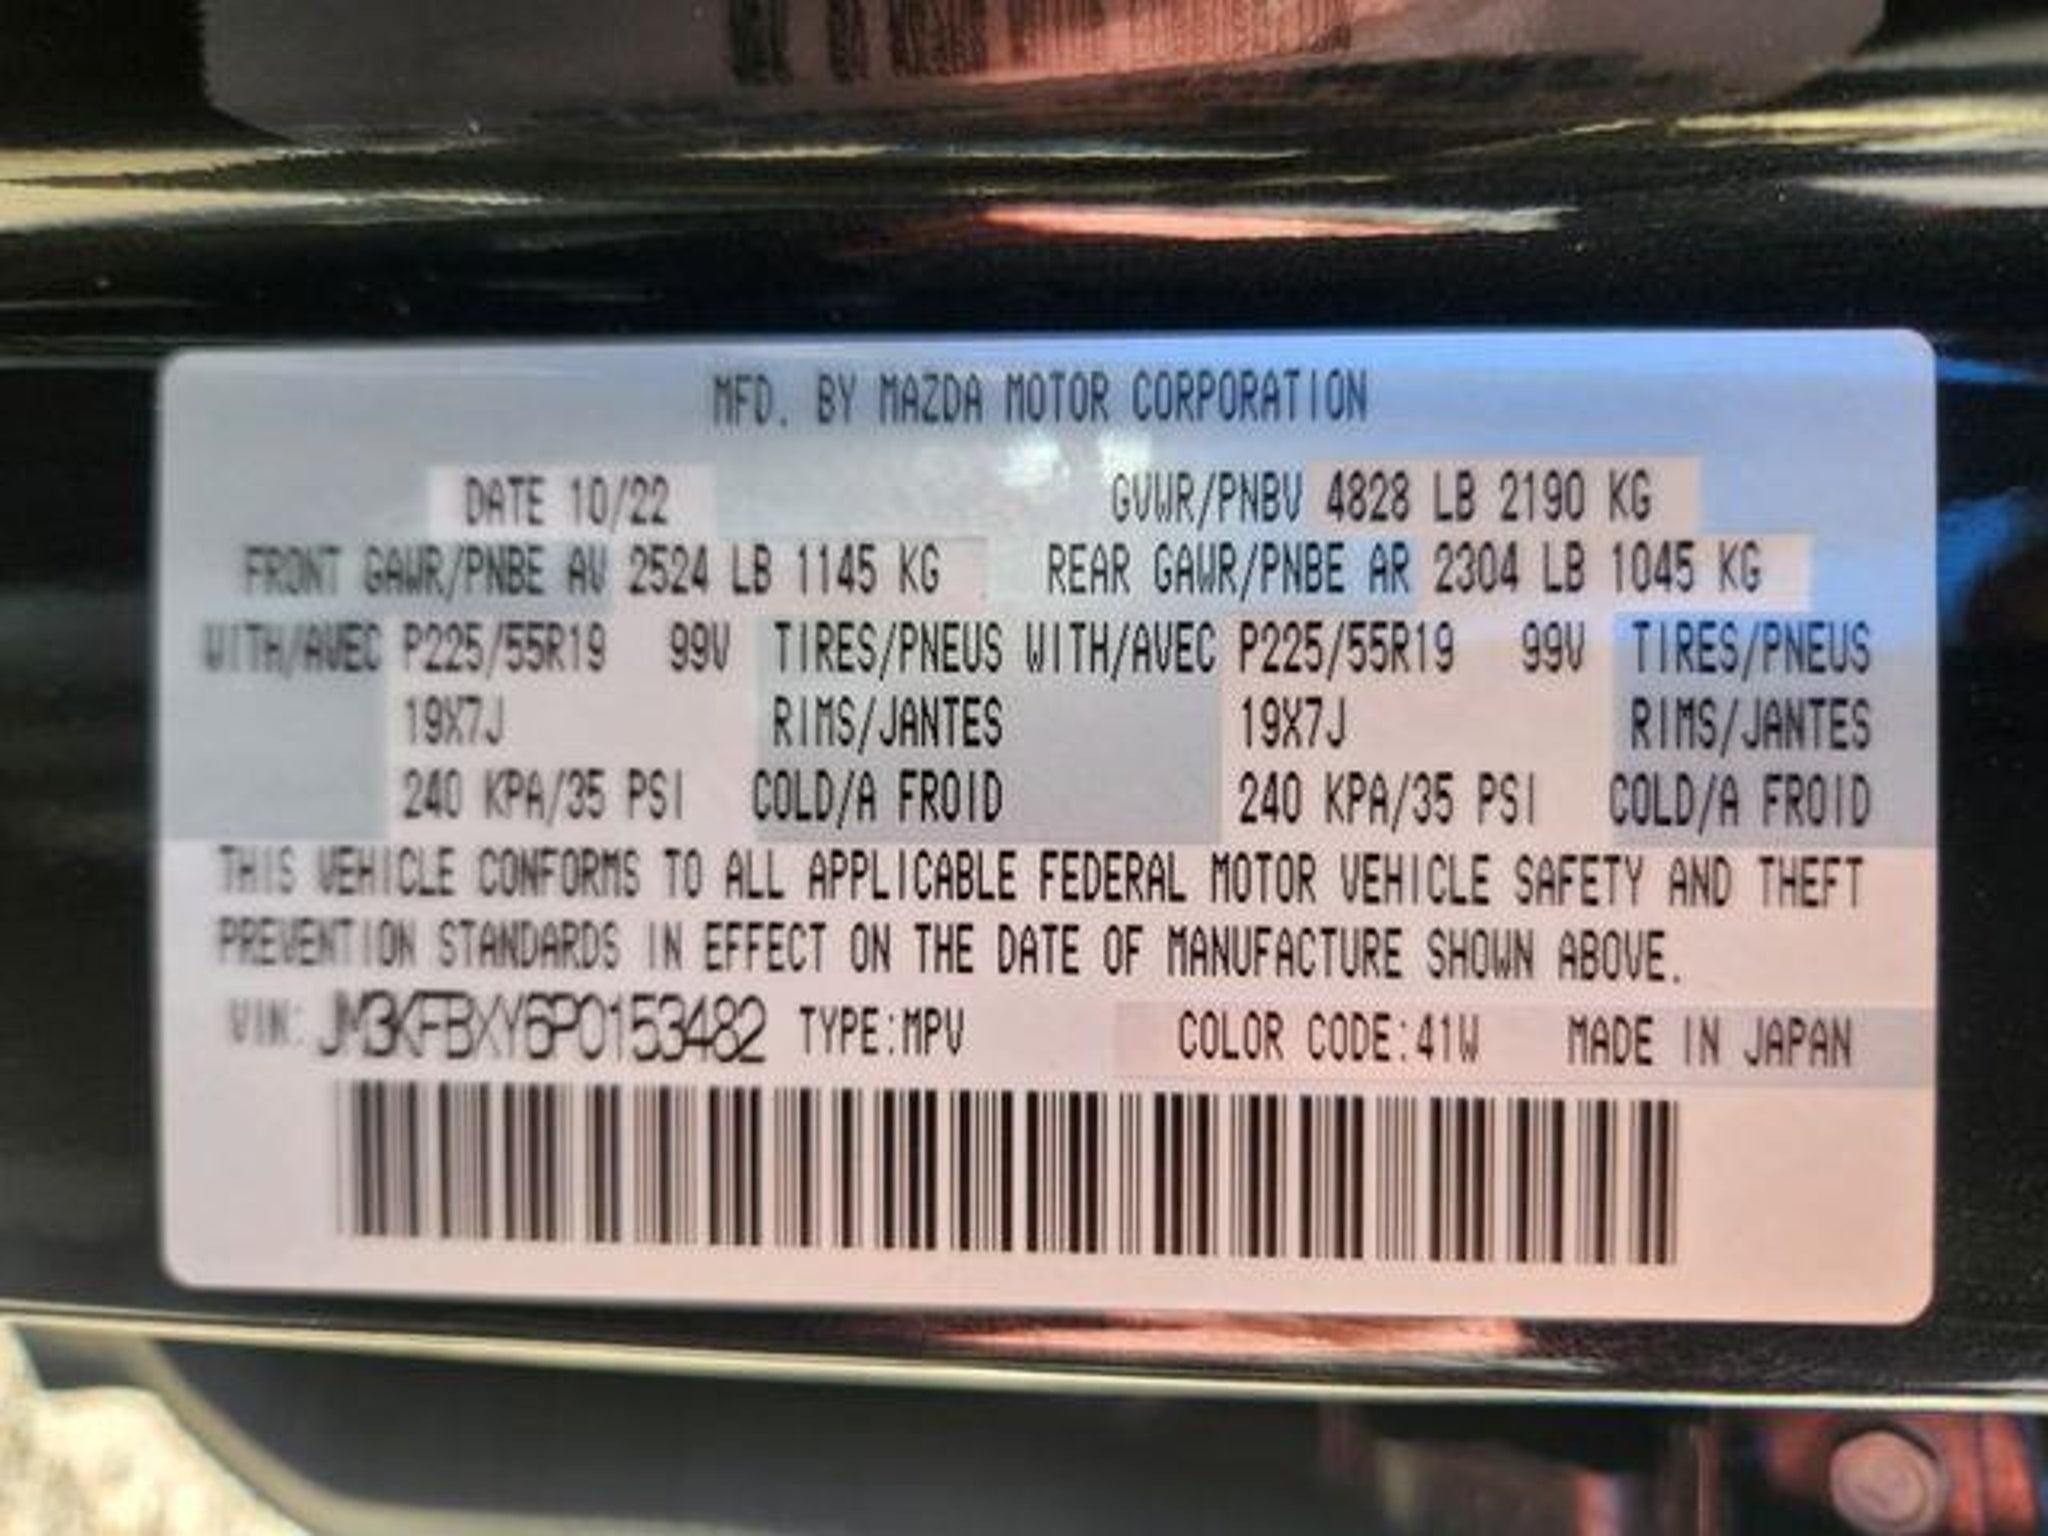 MFD. BY MAZDA MOTOR CORPORATION
DATE 10/22 GVWR/PNBV 4828 LB 2190 KG
FRONT GAWR/PNBE AV 2524 LB 1145 KG REAR GAWR/PNBE AR 2304 LB 1045 KG
WITH/AVEC P225/55R19 99V TIRES/PNEUS WITH/AVEC P225/55R19 99V TIRES/PNEUS
19X7J RIMS/JANTES 19X7J RIMS/JANTES
240 KPA/35 PSI COLD/A FROID 240 KPA/35 PSI COLD/A FROID
THIS VEHICLE CONFORMS TO ALL APPLICABLE FEDERAL MOTOR VEHICLE SAFETY AND THEFT
PREVENTION STANDARDS IN EFFECT ON THE DATE OF MANUFACTURE SHOWN ABOVE.
VIN: JM3KFBXY6P0153482 TYPE:MPV COLOR CODE:41W MADE IN JAPAN